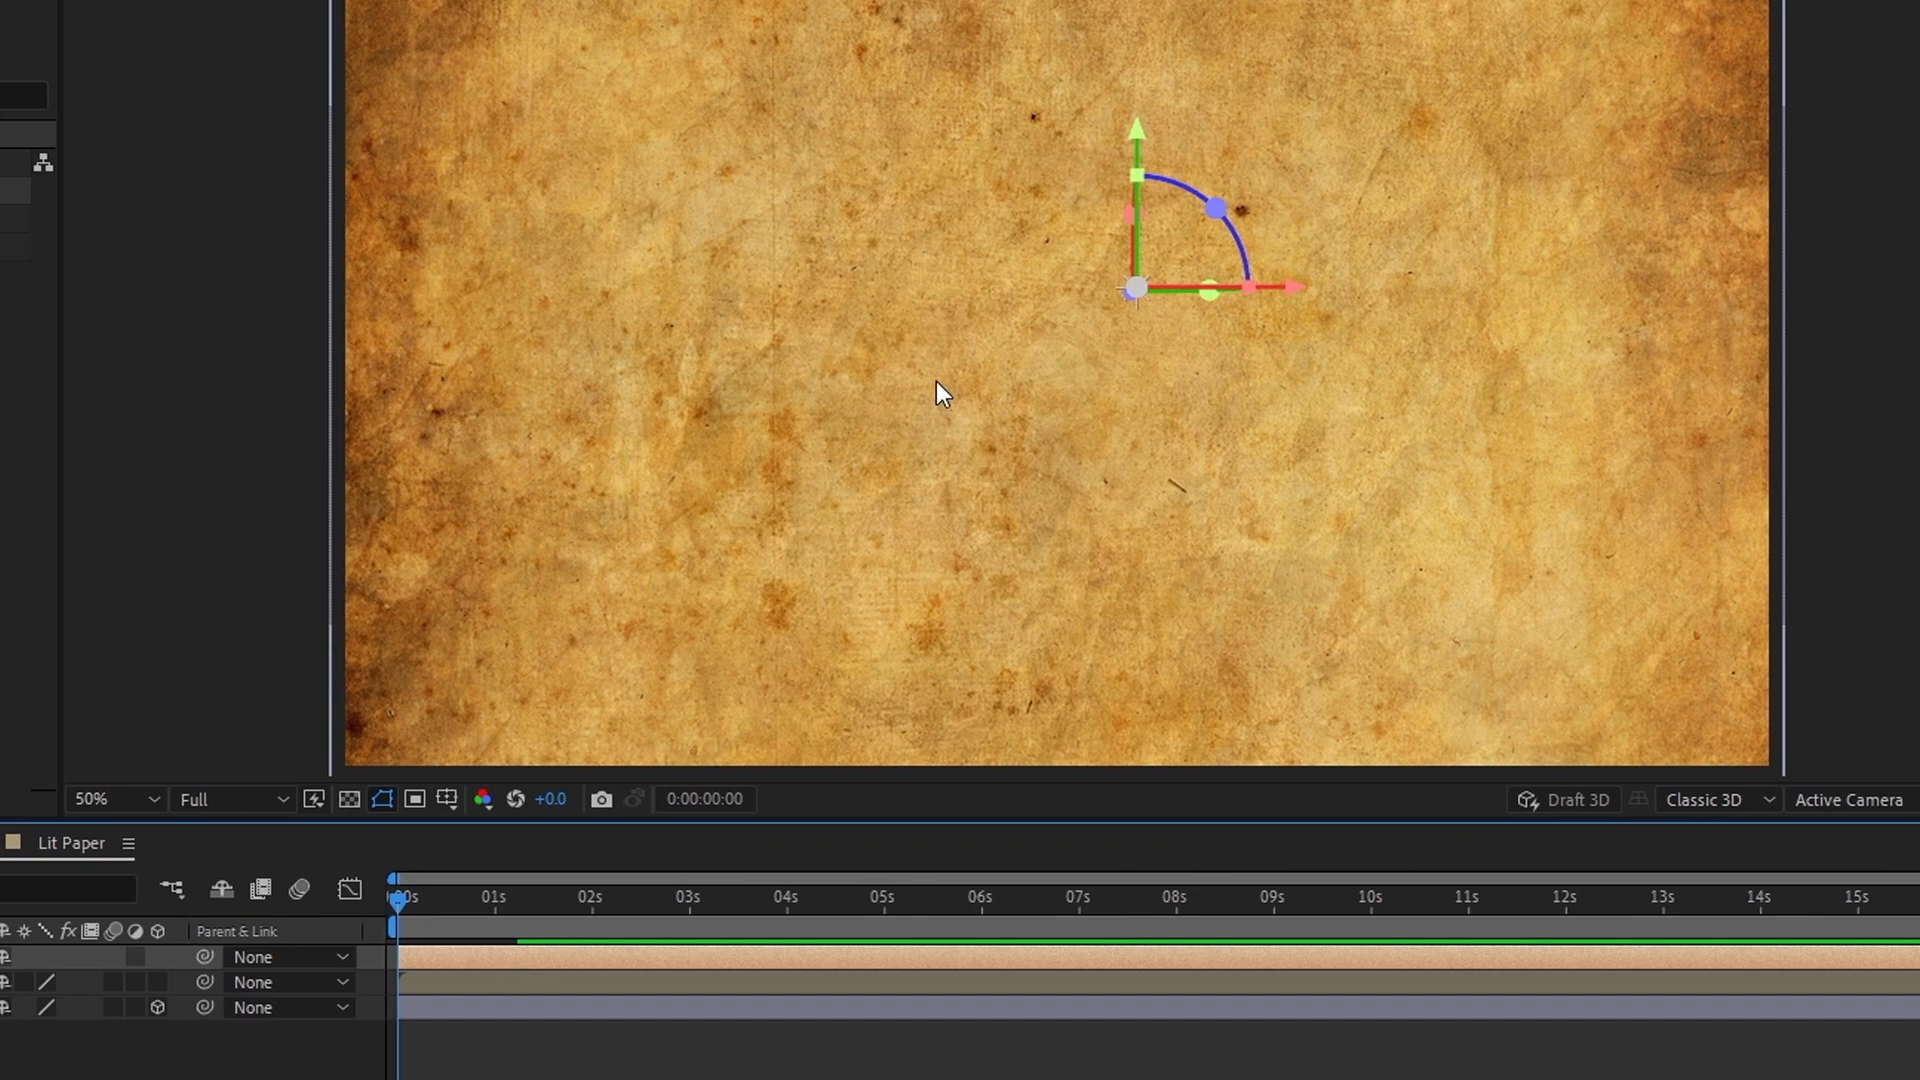 50%
Full
+0.0
0:00:00:00
Draft 3D
Classic 3D
Active Camera
Lit Paper
00s 01s 02s 03s 04s 05s 06s 07s 08s 09s 10s 11s 12s 13s 14s 15s
fx
Parent & Link
None
None
None